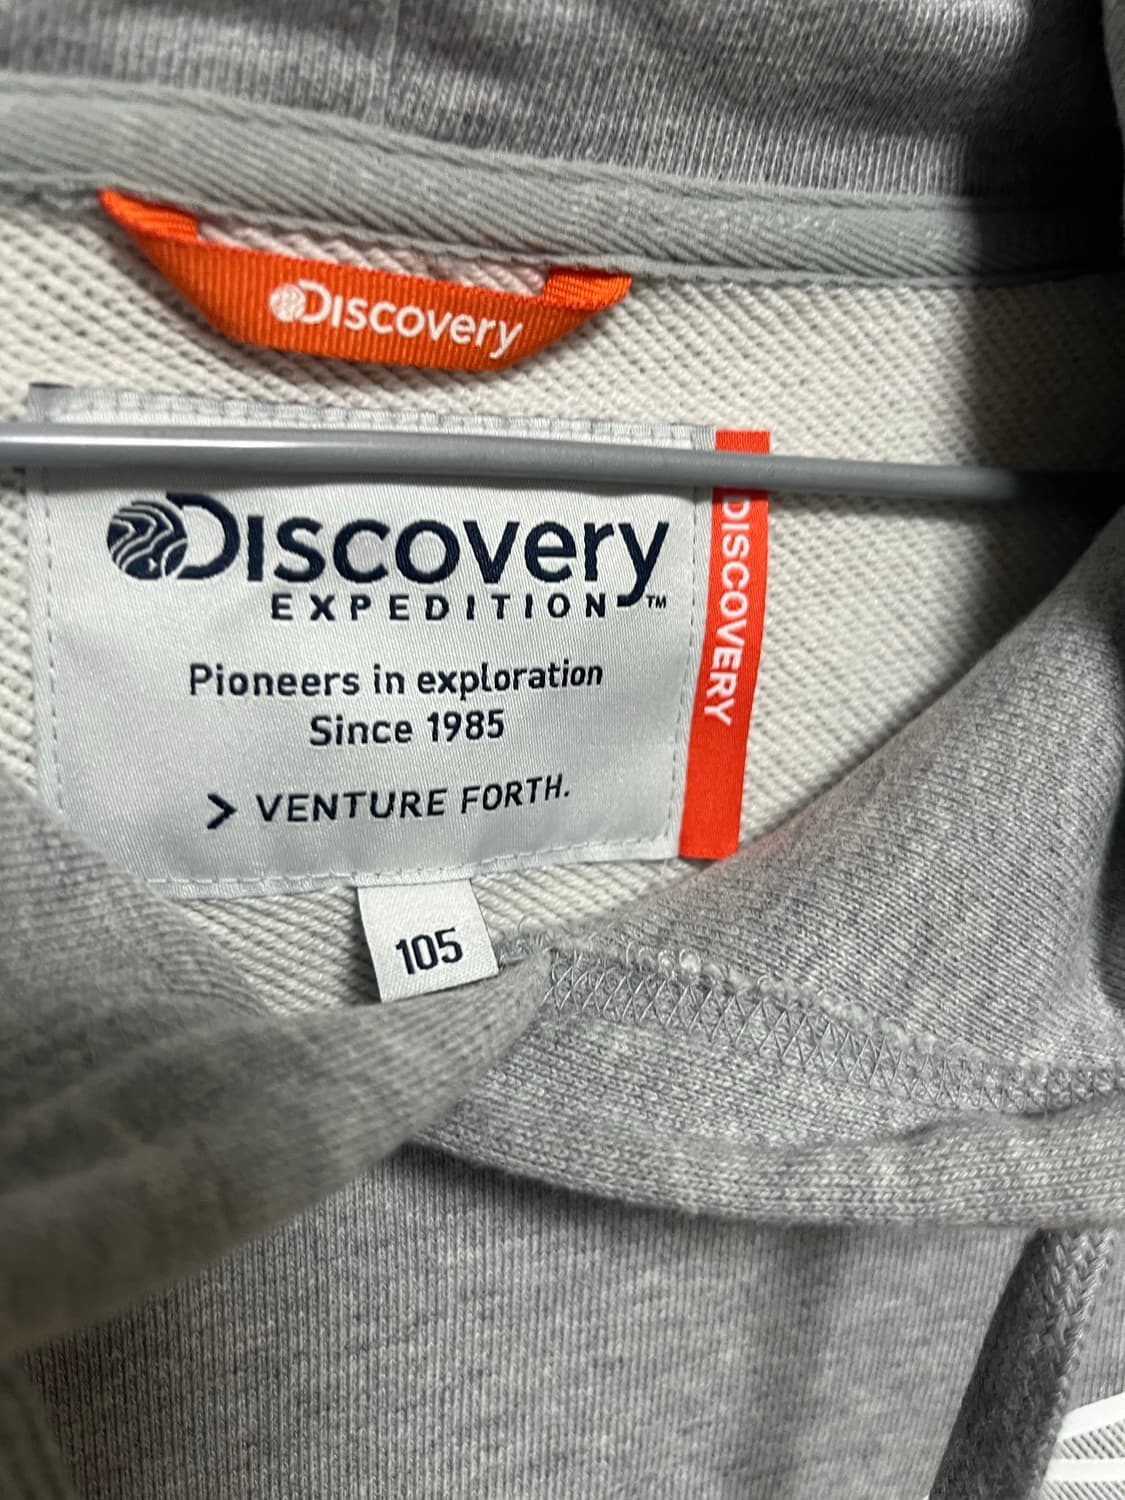 Discovery
Discovery
EXPEDITION™
Pioneers in exploration
Since 1985
> VENTURE FORTH.
DISCOVERY
105